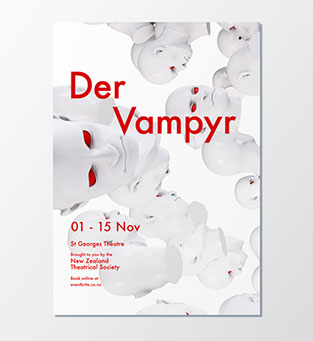 Der
Vampyr
01 - 15 Nov
St Georges Theatre
Brought to you by the
New Zealand
Theatrical Society
Book online at
eventbrite.co.nz